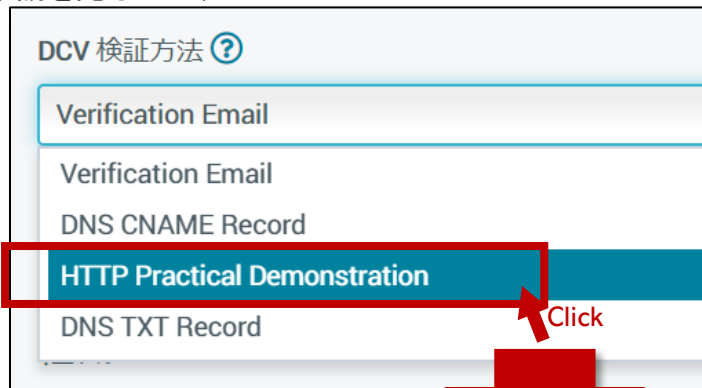 DCV 検証方法 ?
Verification Email
Verification Email
DNS CNAME Record
HTTP Practical Demonstration
DNS TXT Record
Click